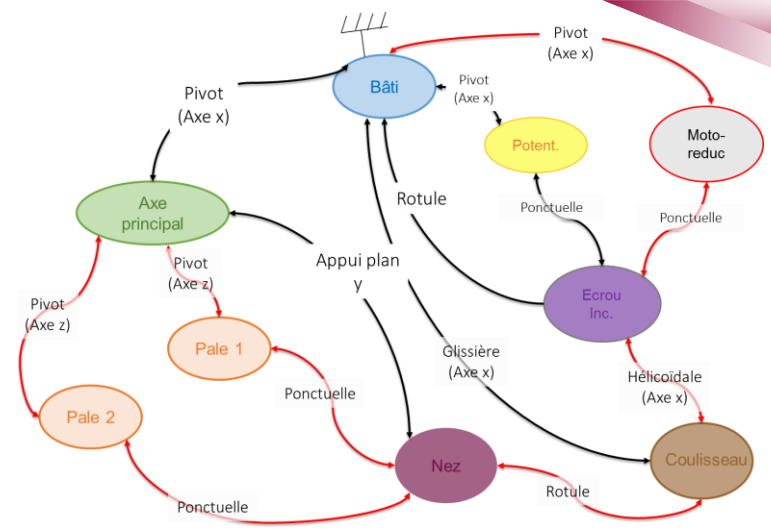 Pivot
(Axe x)
Bâti
Pivot
(Axe x)
Pivot
(Axe x)
Potent.
Moto-
reduc
Axe
principal
Rotule
Ponctuelle
Ponctuelle
Appui plan
y
Pivot
(Axe z)
Pivot
(Axe z)
Ecrou
Inc.
Pale 1
Glissière
(Axe x)
Hélicoïdale
(Axe x)
Ponctuelle
Pale 2
Nez
Coulisseau
Rotule
Ponctuelle